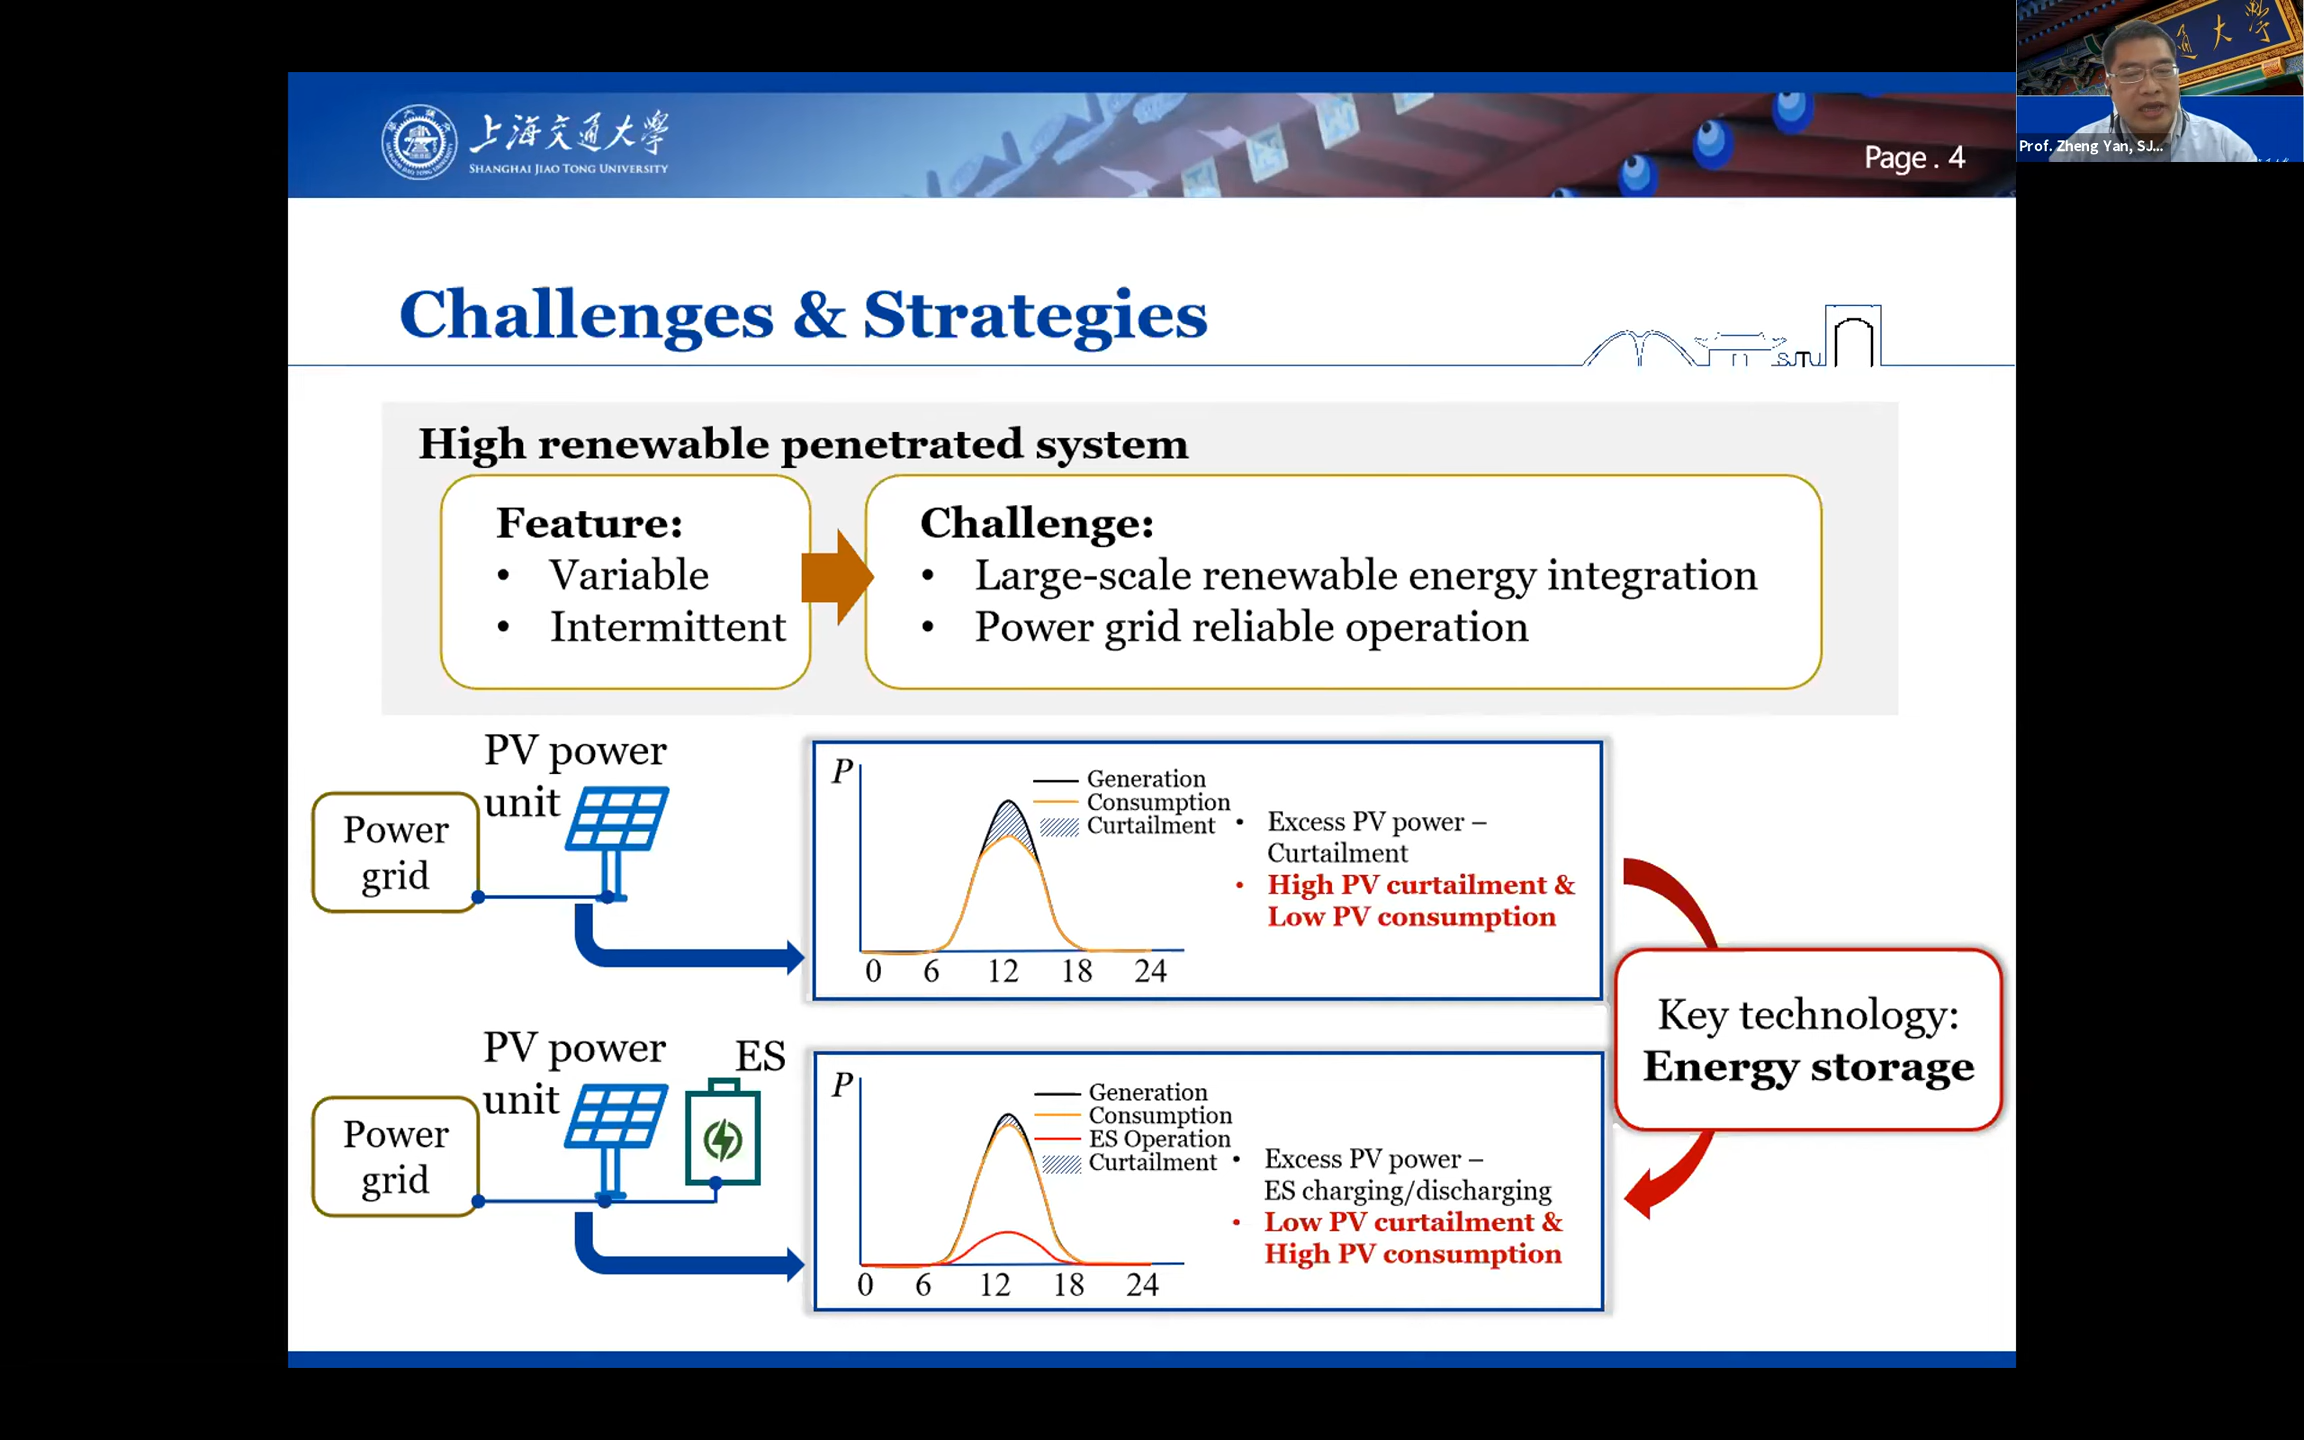 上海交通大學
SHANGHAI JIAO TONG UNIVERSITY
Page . 4
通大學
Prof. Zheng Yan, SJ...
Challenges & Strategies
SJTU
High renewable penetrated system
Feature:
• Variable
• Intermittent
Challenge:
• Large-scale renewable energy integration
• Power grid reliable operation
PV power
unit
Power
grid
P
Generation
Consumption
Curtailment
0 6 12 18 24
• Excess PV power –
Curtailment
• High PV curtailment &
Low PV consumption
Key technology:
Energy storage
PV power
unit
ES
Power
grid
P
Generation
Consumption
ES Operation
Curtailment
0 6 12 18 24
• Excess PV power –
ES charging/discharging
• Low PV curtailment &
High PV consumption